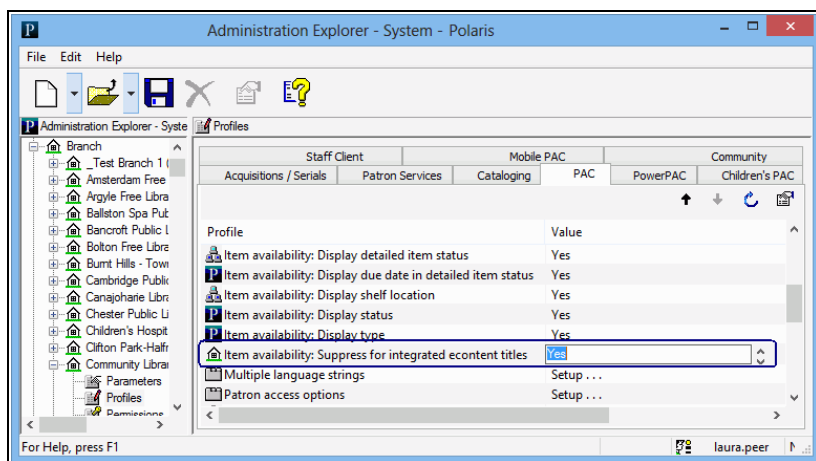 Administration Explorer - System - Polaris
File Edit Help
Administration Explorer - Syste
Profiles
Branch
_Test Branch 1 (
Amsterdam Free
Argyle Free Libra
Ballston Spa Pub
Bancroft Public L
Bolton Free Libra
Burnt Hills - Town
Cambridge Public
Canajoharie Libra
Chester Public Li
Children's Hospit
Clifton Park-Halfr
Community Librar
Parameters
Profiles
Permissions
Staff Client Mobile PAC Community
Acquisitions / Serials Patron Services Cataloging PAC PowerPAC Children's PAC
Profile Value
Item availability: Display detailed item status Yes
Item availability: Display due date in detailed item status Yes
Item availability: Display shelf location Yes
Item availability: Display status Yes
Item availability: Display type Yes
Item availability: Suppress for integrated econtent titles Yes
Multiple language strings Setup . . .
Patron access options Setup . . .
For Help, press F1 laura.peer